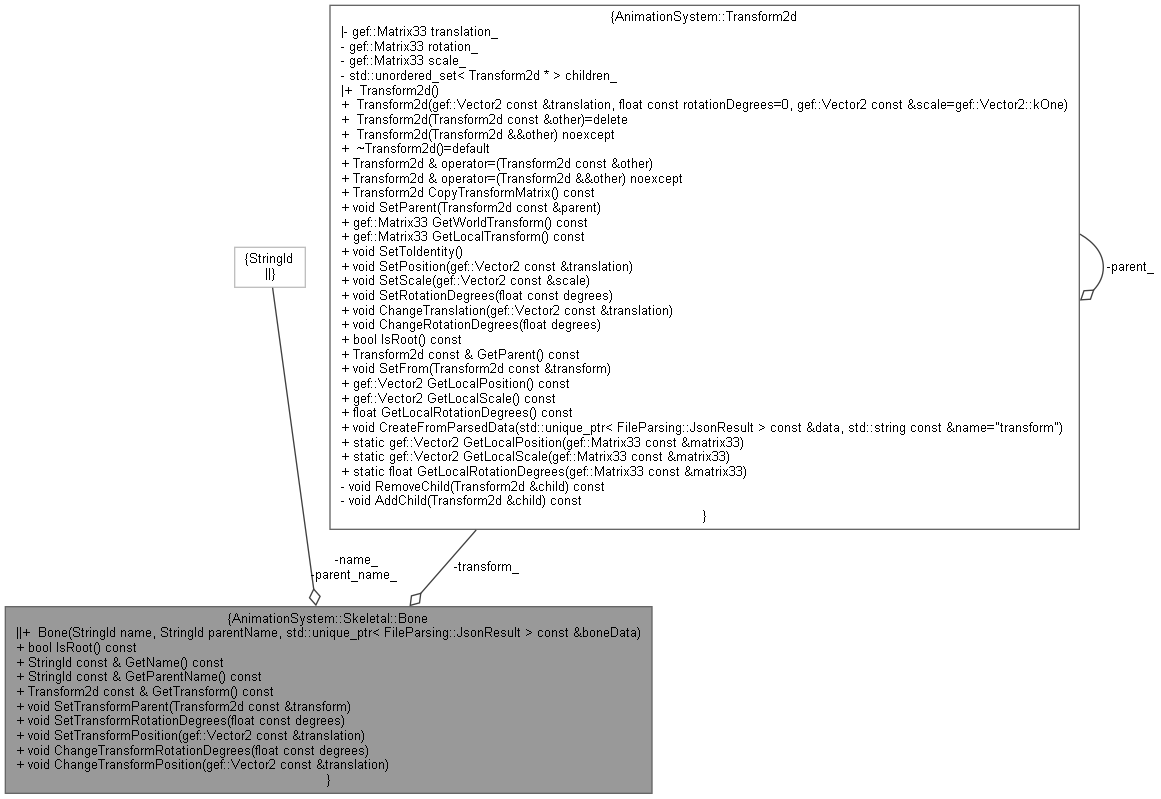 {AnimationSystem::Transform2d
|- gef::Matrix33 translation_
- gef::Matrix33 rotation_
- gef::Matrix33 scale_
- std::unordered_set< Transform2d * > children_
|+  Transform2d()
+  Transform2d(gef::Vector2 const &translation, float const rotationDegrees=0, gef::Vector2 const &scale=gef::Vector2::kOne)
+  Transform2d(Transform2d const &other)=delete
+  Transform2d(Transform2d &&other) noexcept
+  ~Transform2d()=default
+ Transform2d & operator=(Transform2d const &other)
+ Transform2d & operator=(Transform2d &&other) noexcept
+ Transform2d CopyTransformMatrix() const
+ void SetParent(Transform2d const &parent)
+ gef::Matrix33 GetWorldTransform() const
+ gef::Matrix33 GetLocalTransform() const
+ void SetToIdentity()
+ void SetPosition(gef::Vector2 const &translation)
+ void SetScale(gef::Vector2 const &scale)
+ void SetRotationDegrees(float const degrees)
+ void ChangeTranslation(gef::Vector2 const &translation)
+ void ChangeRotationDegrees(float degrees)
+ bool IsRoot() const
+ Transform2d const & GetParent() const
+ void SetFrom(Transform2d const &transform)
+ gef::Vector2 GetLocalPosition() const
+ gef::Vector2 GetLocalScale() const
+ float GetLocalRotationDegrees() const
+ void CreateFromParsedData(std::unique_ptr< FileParsing::JsonResult > const &data, std::string const &name="transform")
+ static gef::Vector2 GetLocalPosition(gef::Matrix33 const &matrix33)
+ static gef::Vector2 GetLocalScale(gef::Matrix33 const &matrix33)
+ static float GetLocalRotationDegrees(gef::Matrix33 const &matrix33)
- void RemoveChild(Transform2d &child) const
- void AddChild(Transform2d &child) const
}
-parent_
{StringId
||}
-name_
-parent_name_
-transform_
{AnimationSystem::Skeletal::Bone
||+  Bone(StringId name, StringId parentName, std::unique_ptr< FileParsing::JsonResult > const &boneData)
+ bool IsRoot() const
+ StringId const & GetName() const
+ StringId const & GetParentName() const
+ Transform2d const & GetTransform() const
+ void SetTransformParent(Transform2d const &transform)
+ void SetTransformRotationDegrees(float const degrees)
+ void SetTransformPosition(gef::Vector2 const &translation)
+ void ChangeTransformRotationDegrees(float const degrees)
+ void ChangeTransformPosition(gef::Vector2 const &translation)
}